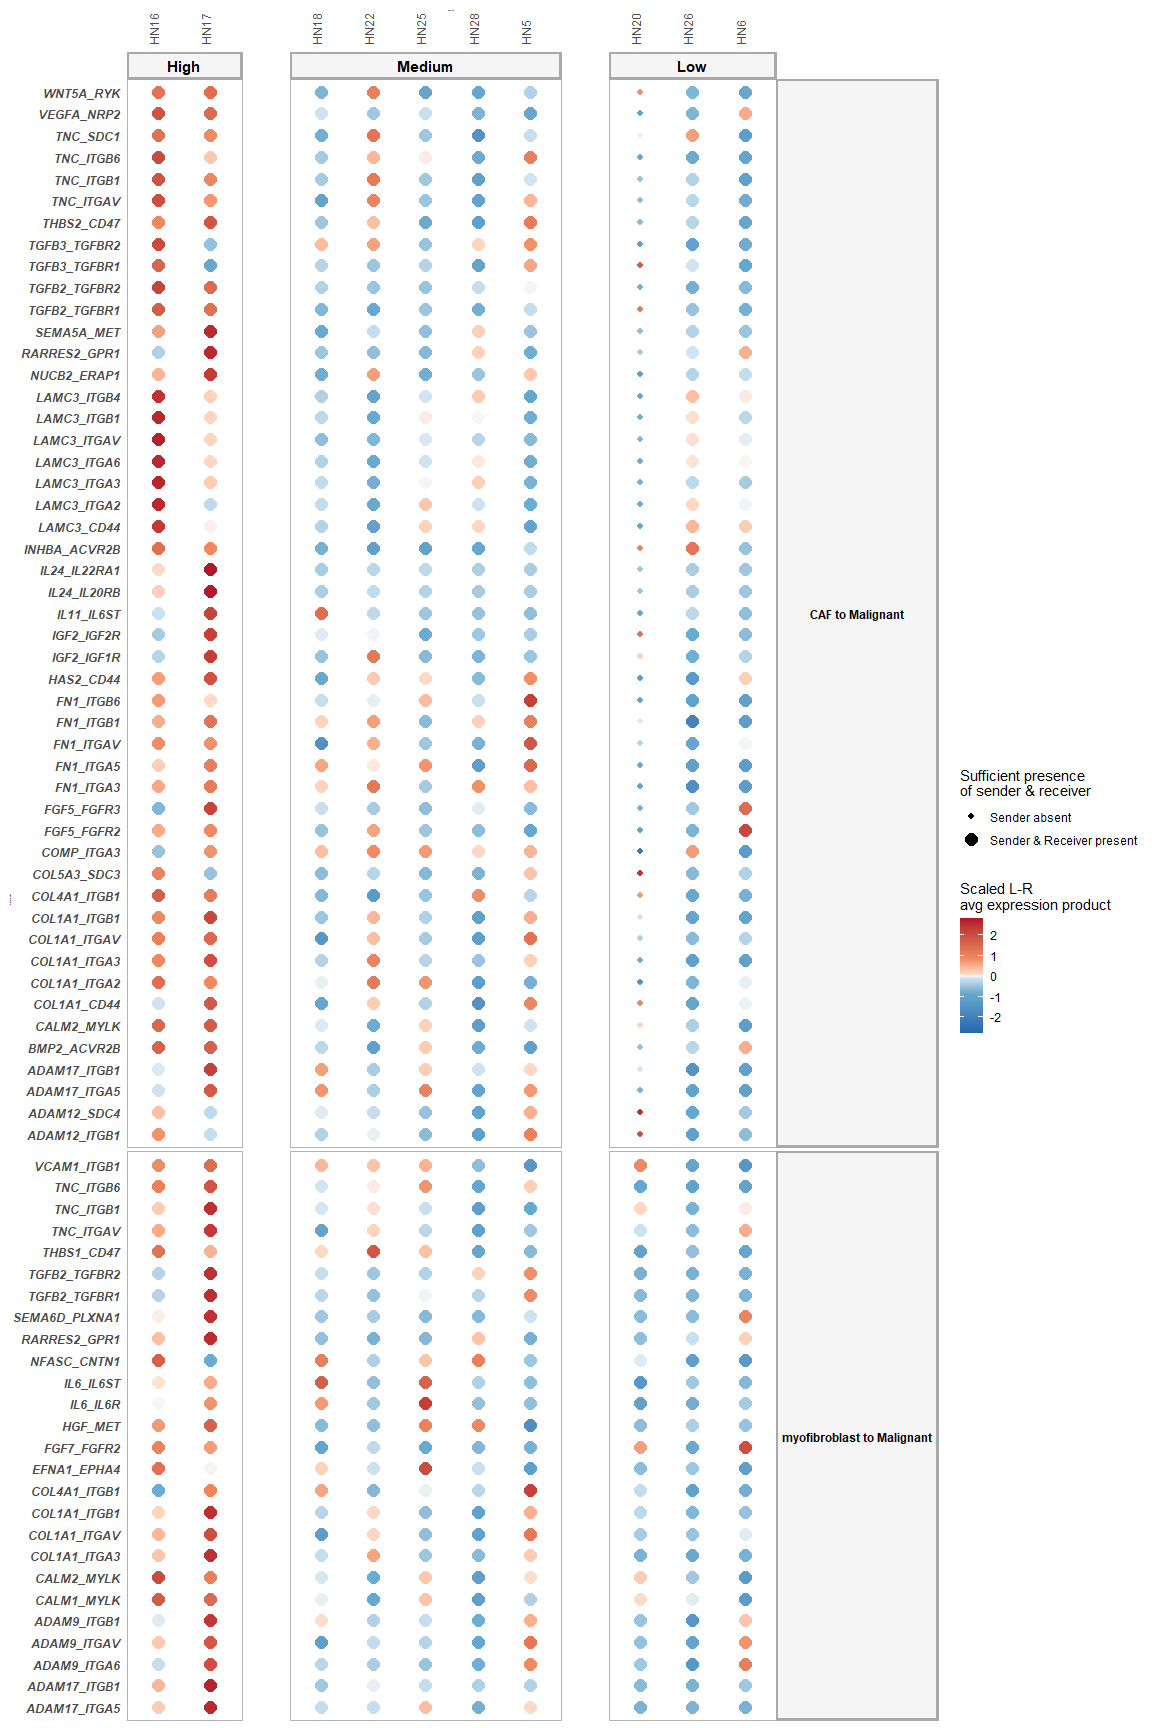 HN16
HN17
HN18
HN22
HN25
HN28
HN5
HN20
HN26
HN6
High
Medium
Low
WNT5A_RYK
VEGFA_NRP2
TNC_SDC1
TNC_ITGB6
TNC_ITGB1
TNC_ITGAV
THBS2_CD47
TGFB3_TGFBR2
TGFB3_TGFBR1
TGFB2_TGFBR2
TGFB2_TGFBR1
SEMA5A_MET
RARRES2_GPR1
NUCB2_ERAP1
LAMC3_ITGB4
LAMC3_ITGB1
LAMC3_ITGAV
LAMC3_ITGA6
LAMC3_ITGA3
LAMC3_ITGA2
LAMC3_CD44
INHBA_ACVR2B
IL24_IL22RA1
IL24_IL20RB
IL11_IL6ST
IGF2_IGF2R
IGF2_IGF1R
HAS2_CD44
FN1_ITGB6
FN1_ITGB1
FN1_ITGAV
FN1_ITGA5
FN1_ITGA3
FGF5_FGFR3
FGF5_FGFR2
COMP_ITGA3
COL5A3_SDC3
COL4A1_ITGB1
COL1A1_ITGB1
COL1A1_ITGAV
COL1A1_ITGA3
COL1A1_ITGA2
COL1A1_CD44
CALM2_MYLK
BMP2_ACVR2B
ADAM17_ITGB1
ADAM17_ITGA5
ADAM12_SDC4
ADAM12_ITGB1
CAF to Malignant
VCAM1_ITGB1
TNC_ITGB6
TNC_ITGB1
TNC_ITGAV
THBS1_CD47
TGFB2_TGFBR2
TGFB2_TGFBR1
SEMA6D_PLXNA1
RARRES2_GPR1
NFASC_CNTN1
IL6_IL6ST
IL6_IL6R
HGF_MET
FGF7_FGFR2
EFNA1_EPHA4
COL4A1_ITGB1
COL1A1_ITGB1
COL1A1_ITGAV
COL1A1_ITGA3
CALM2_MYLK
CALM1_MYLK
ADAM9_ITGB1
ADAM9_ITGAV
ADAM9_ITGA6
ADAM17_ITGB1
ADAM17_ITGA5
myofibroblast to Malignant
Sufficient presence
of sender & receiver
Sender absent
Sender & Receiver present
Scaled L-R
avg expression product
2
1
0
-1
-2